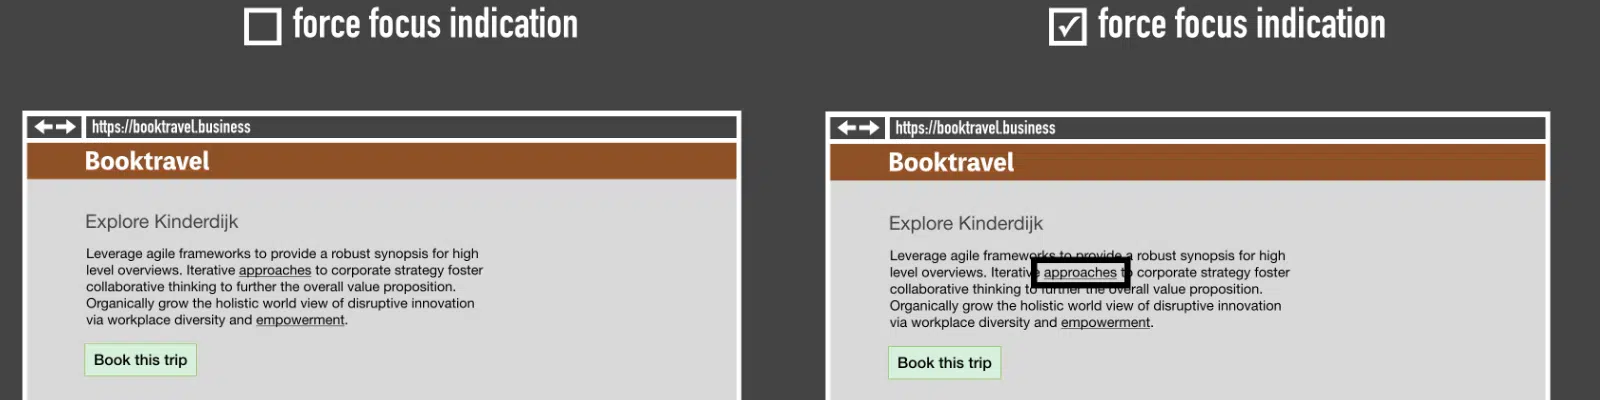 force focus indication
https://booktravel.business
Booktravel
Explore Kinderdijk
Leverage agile frameworks to provide a robust synopsis for high
level overviews. Iterative approaches to corporate strategy foster
collaborative thinking to further the overall value proposition.
Organically grow the holistic world view of disruptive innovation
via workplace diversity and empowerment.
Book this trip
force focus indication
https://booktravel.business
Booktravel
Explore Kinderdijk
Leverage agile frameworks to provide a robust synopsis for high
level overviews. Iterative approaches to corporate strategy foster
collaborative thinking to further the overall value proposition.
Organically grow the holistic world view of disruptive innovation
via workplace diversity and empowerment.
Book this trip